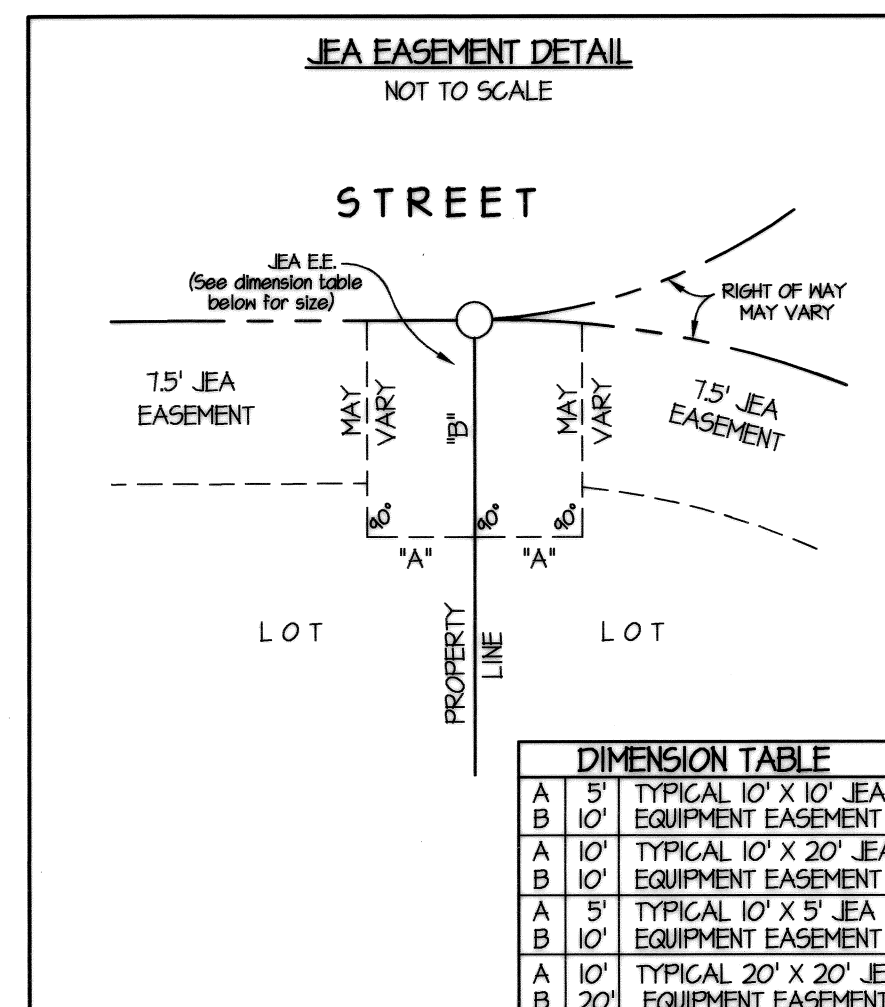 JEA EASEMENT DETAIL
NOT TO SCALE
STREET
JEA E.E.
(See dimension table
below for size)
RIGHT OF WAY
MAY VARY
7.5' JEA
EASEMENT
MAY
VARY
"B"
MAY
VARY
7.5' JEA
EASEMENT
90°
90°
90°
"A"
"A"
LOT
LOT
PROPERTY
LINE
DIMENSION TABLE
A 5' TYPICAL 10' X 10' JEA
B 10' EQUIPMENT EASEMENT
A 10' TYPICAL 10' X 20' JEA
B 10' EQUIPMENT EASEMENT
A 5' TYPICAL 10' X 5' JEA
B 10' EQUIPMENT EASEMENT
A 10' TYPICAL 20' X 20' JE
B 20' EQUIPMENT EASEMENT